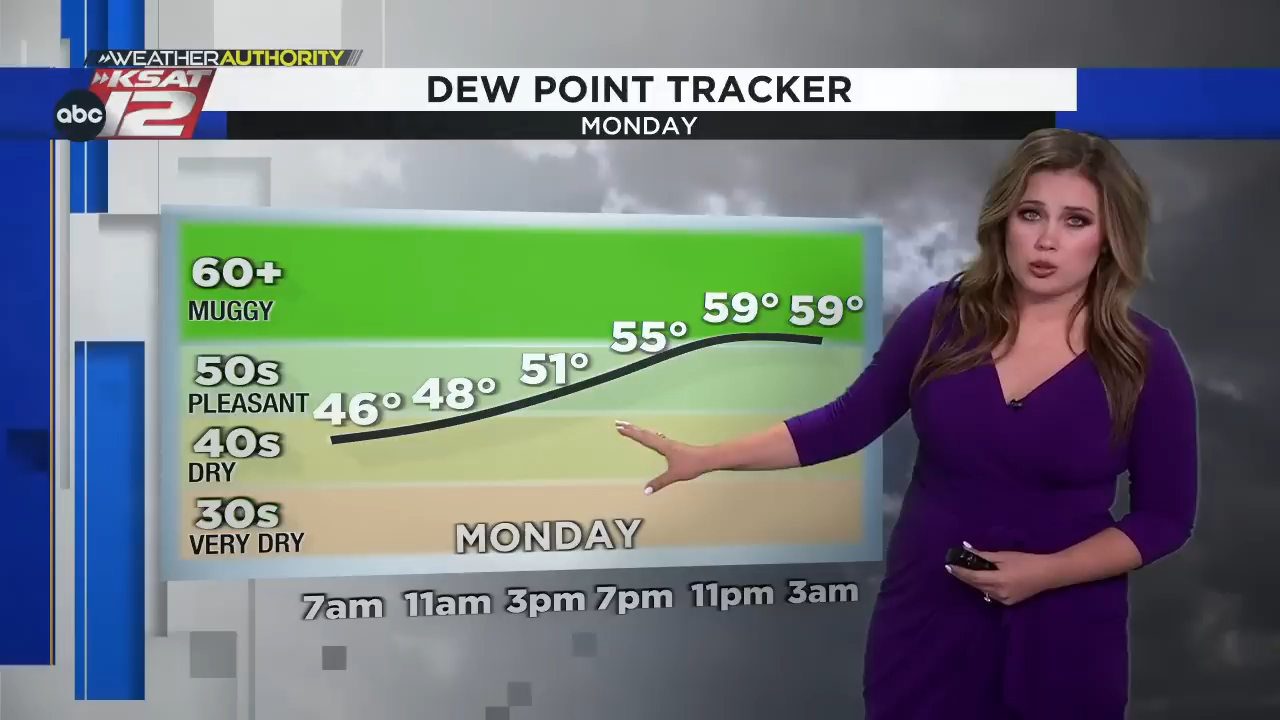 WEATHERAUTHORITY
KSAT
abc 12
DEW POINT TRACKER
MONDAY
60+
MUGGY
50s
PLEASANT
40s
DRY
30s
VERY DRY
46° 48° 51° 55° 59° 59°
MONDAY
7am 11am 3pm 7pm 11pm 3am